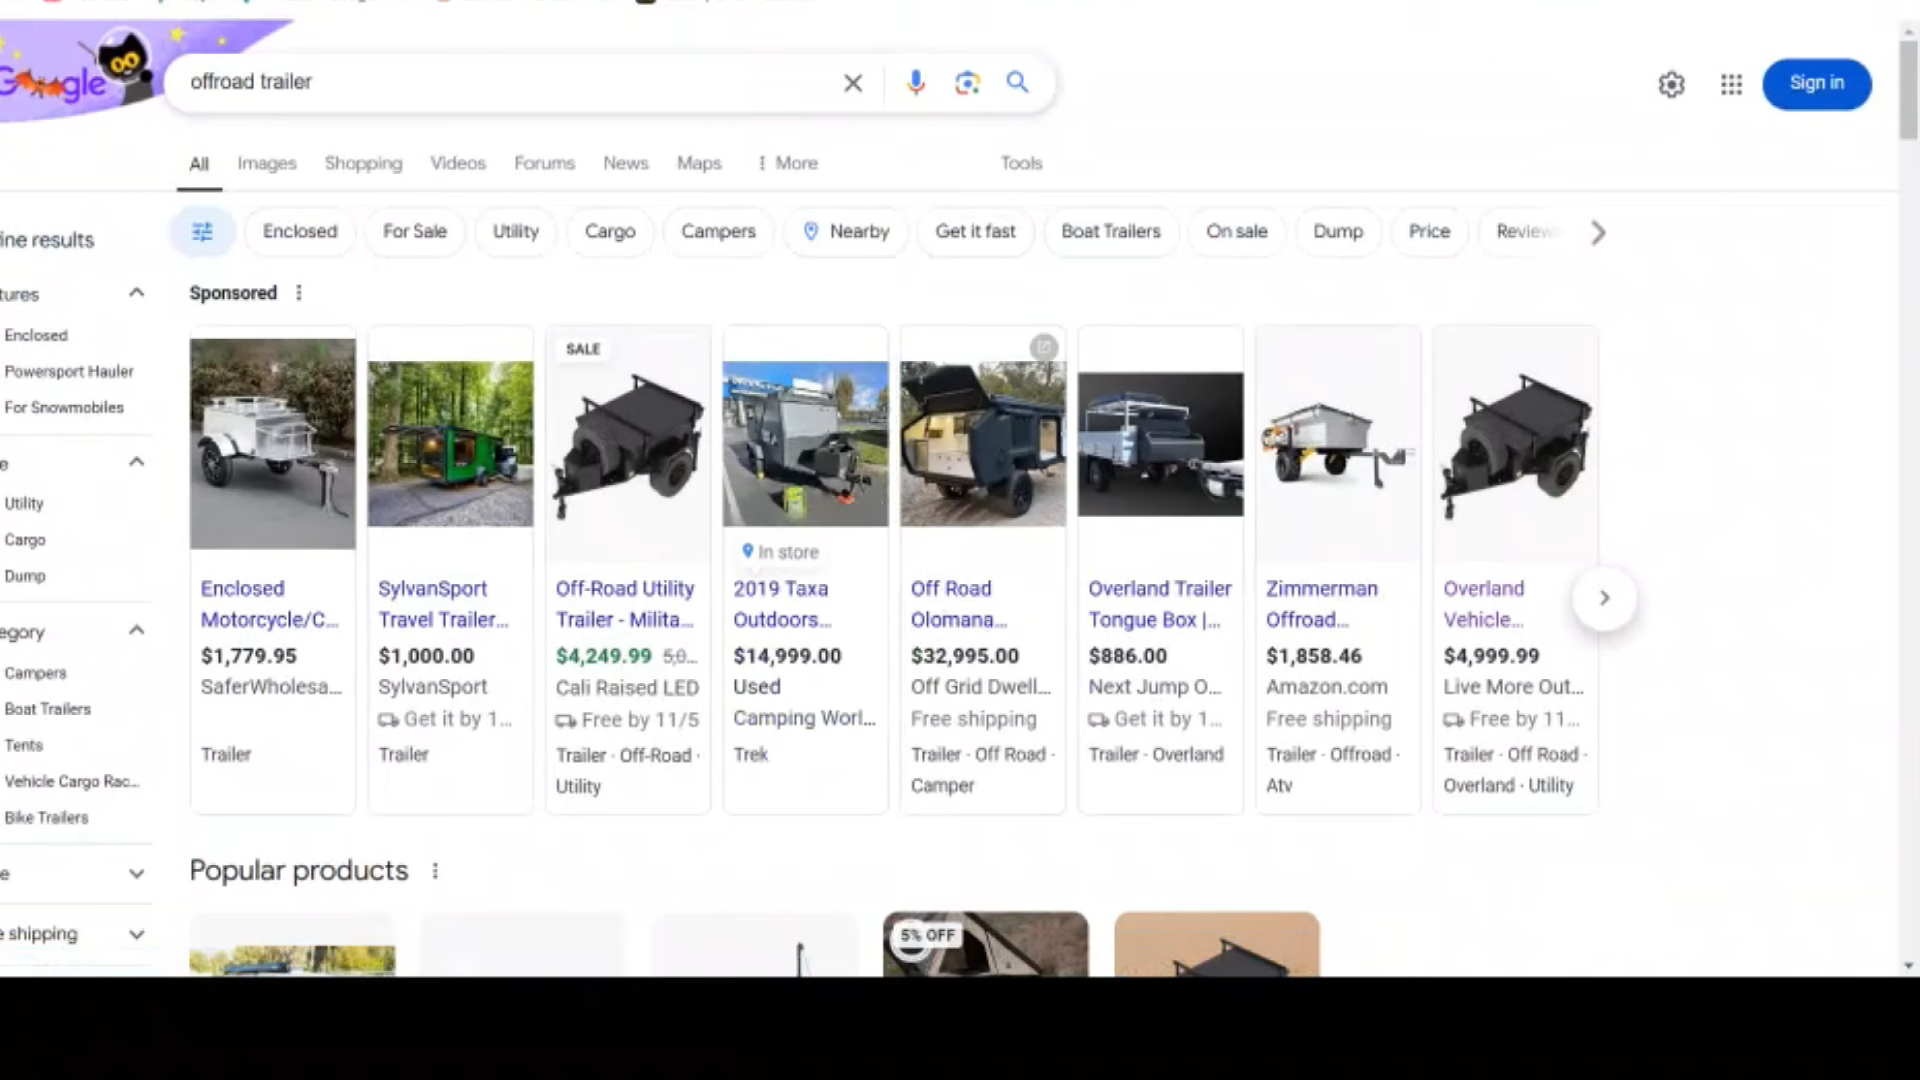 Google
offroad trailer
Sign in
All Images Shopping Videos Forums News Maps More Tools
Enclosed For Sale Utility Cargo Campers Nearby Get it fast Boat Trailers On sale Dump Price Review
ine results
tures
Enclosed
Powersport Hauler
For Snowmobiles
e
Utility
Cargo
Dump
egory
Campers
Boat Trailers
Tents
Vehicle Cargo Rac...
Bike Trailers
e
e shipping
Sponsored
Enclosed
Motorcycle/C...
$1,779.95
SaferWholesa...
Trailer
SylvanSport
Travel Trailer...
$1,000.00
SylvanSport
Get it by 1...
Trailer
SALE
Off-Road Utility
Trailer - Milita...
$4,249.99 5,0...
Cali Raised LED
Free by 11/5
Trailer · Off-Road ·
Utility
In store
2019 Taxa
Outdoors...
$14,999.00
Used
Camping Worl...
Trek
Off Road
Olomana...
$32,995.00
Off Grid Dwell...
Free shipping
Trailer · Off Road ·
Camper
Overland Trailer
Tongue Box |...
$886.00
Next Jump O...
Get it by 1...
Trailer · Overland
Zimmerman
Offroad...
$1,858.46
Amazon.com
Free shipping
Trailer · Offroad ·
Atv
Overland
Vehicle...
$4,999.99
Live More Out...
Free by 11...
Trailer · Off Road ·
Overland · Utility
Popular products
5% OFF